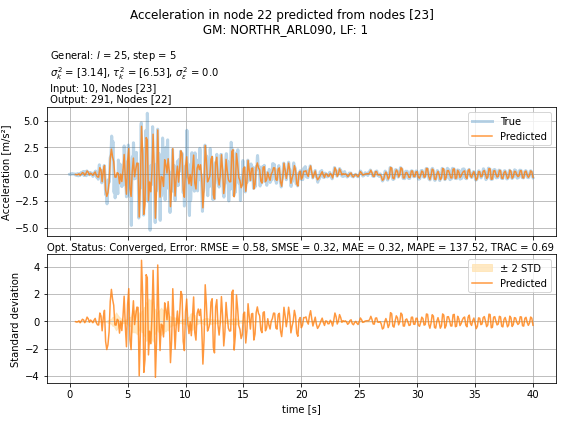 Acceleration in node 22 predicted from nodes [23]
GM: NORTHR_ARL090, LF: 1
General: l = 25, step = 5
σ²ₖ = [3.14], τ²ₖ = [6.53], σ²ε = 0.0
Input: 10, Nodes [23]
Output: 291, Nodes [22]
Acceleration [m/s²]
5.0
2.5
0.0
−2.5
−5.0
True
Predicted
Opt. Status: Converged, Error: RMSE = 0.58, SMSE = 0.32, MAE = 0.32, MAPE = 137.52, TRAC = 0.69
Standard deviation
4
2
0
−2
−4
± 2 STD
Predicted
0 5 10 15 20 25 30 35 40
time [s]